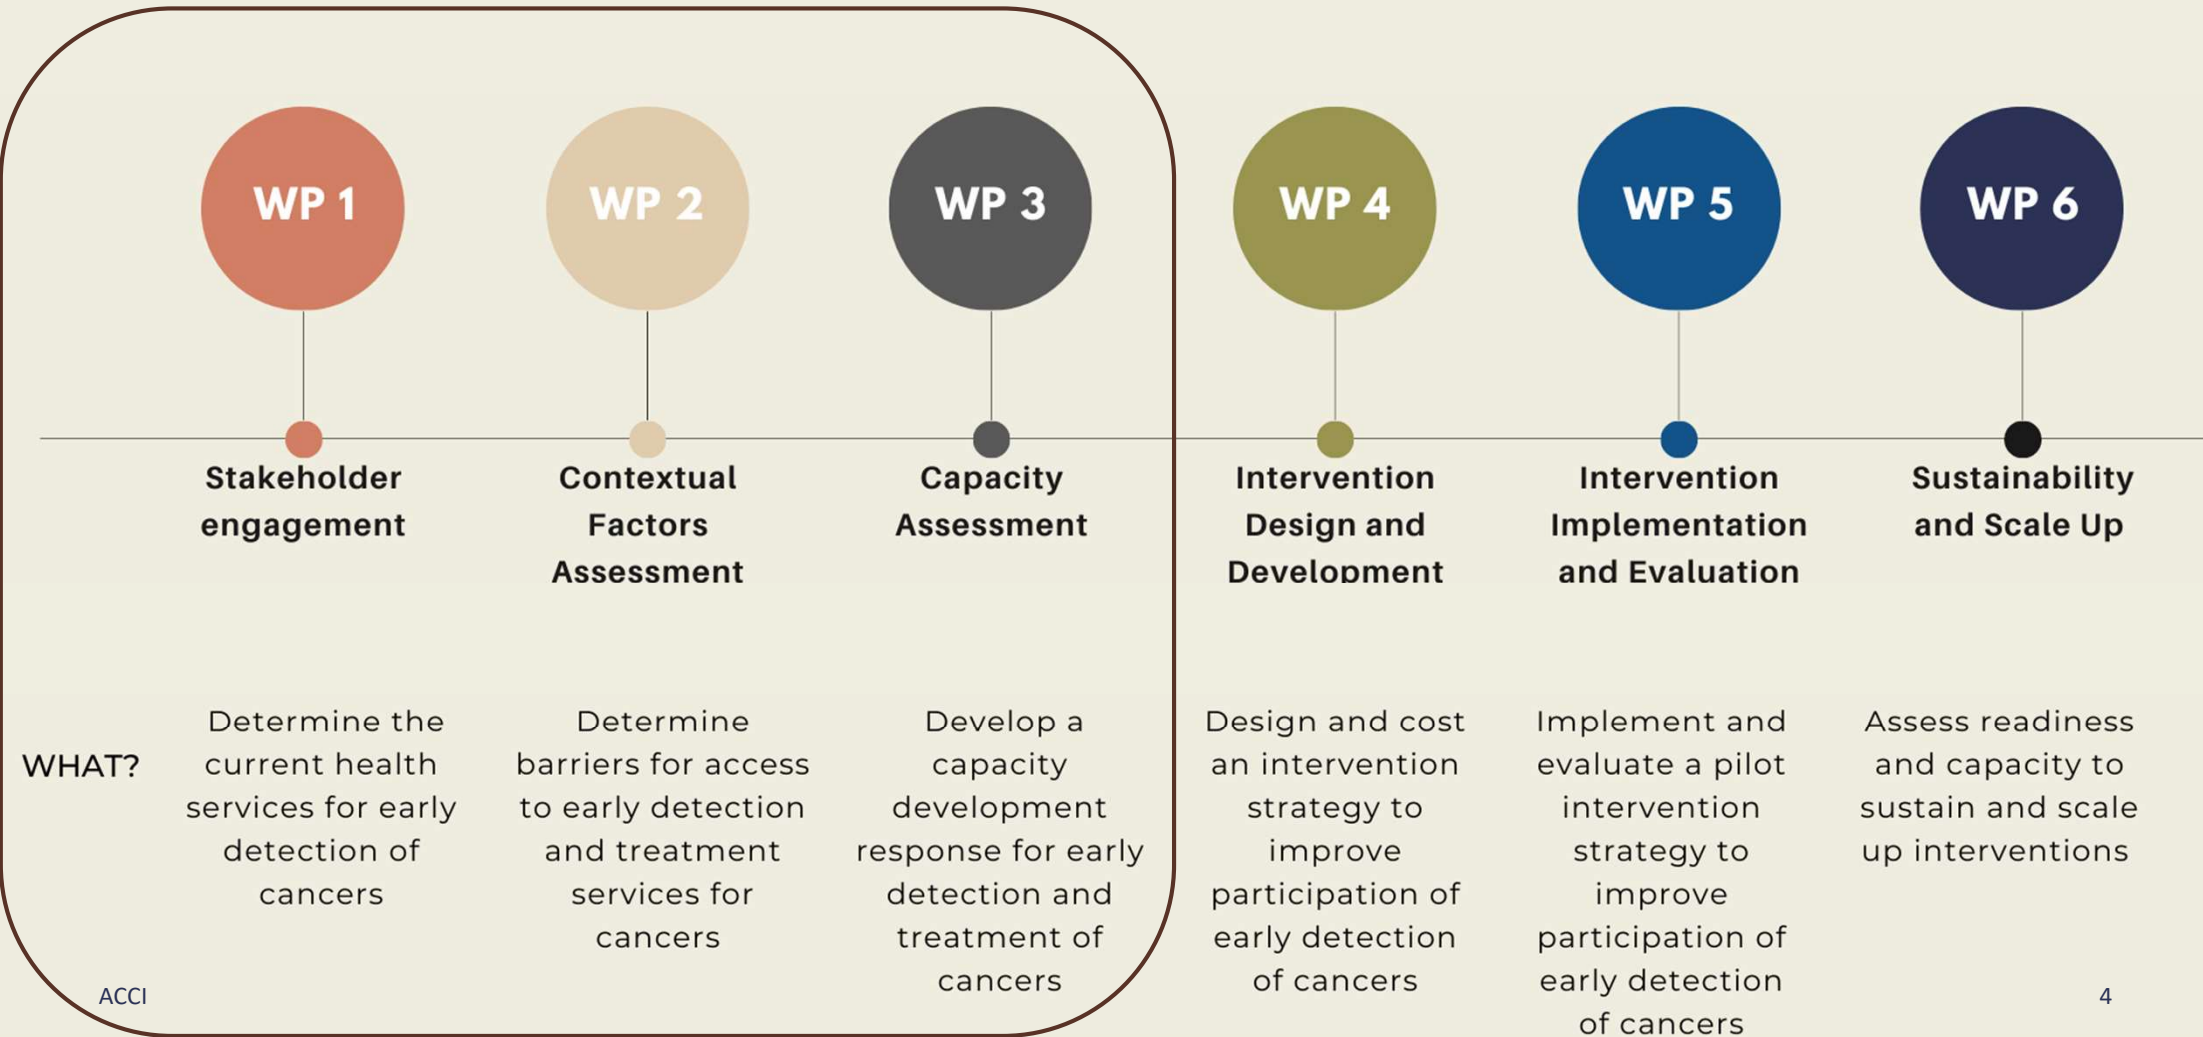 WP 1
WP 2
WP 3
WP 4
WP 5
WP 6
Stakeholder
engagement
Contextual
Factors
Assessment
Capacity
Assessment
Intervention
Design and
Development
Intervention
Implementation
and Evaluation
Sustainability
and Scale Up
WHAT?
Determine the
current health
services for early
detection of
cancers
Determine
barriers for access
to early detection
and treatment
services for
cancers
Develop a
capacity
development
response for early
detection and
treatment of
cancers
Design and cost
an intervention
strategy to
improve
participation of
early detection
of cancers
Implement and
evaluate a pilot
intervention
strategy to
improve
participation of
early detection
of cancers
Assess readiness
and capacity to
sustain and scale
up interventions
ACCI
4